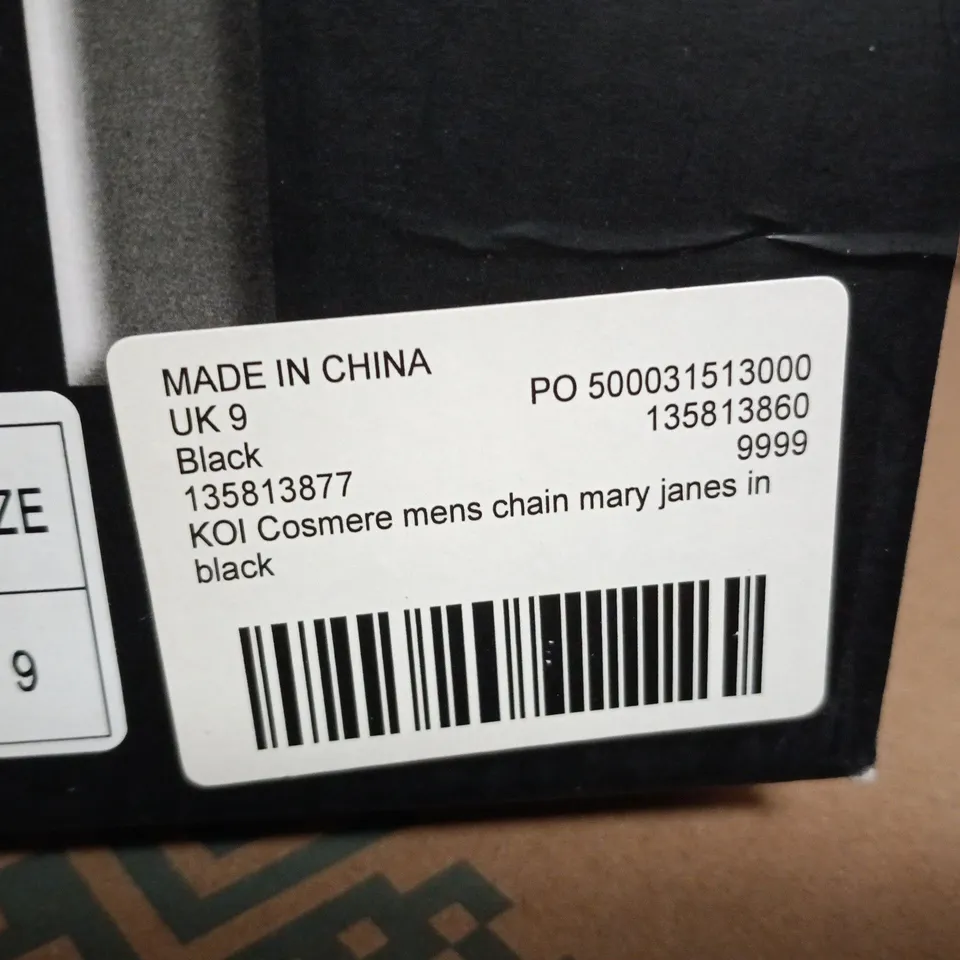 MADE IN CHINA
UK 9
Black
135813877
PO 500031513000
135813860
9999
KOI Cosmere mens chain mary janes in
black
ZE
9